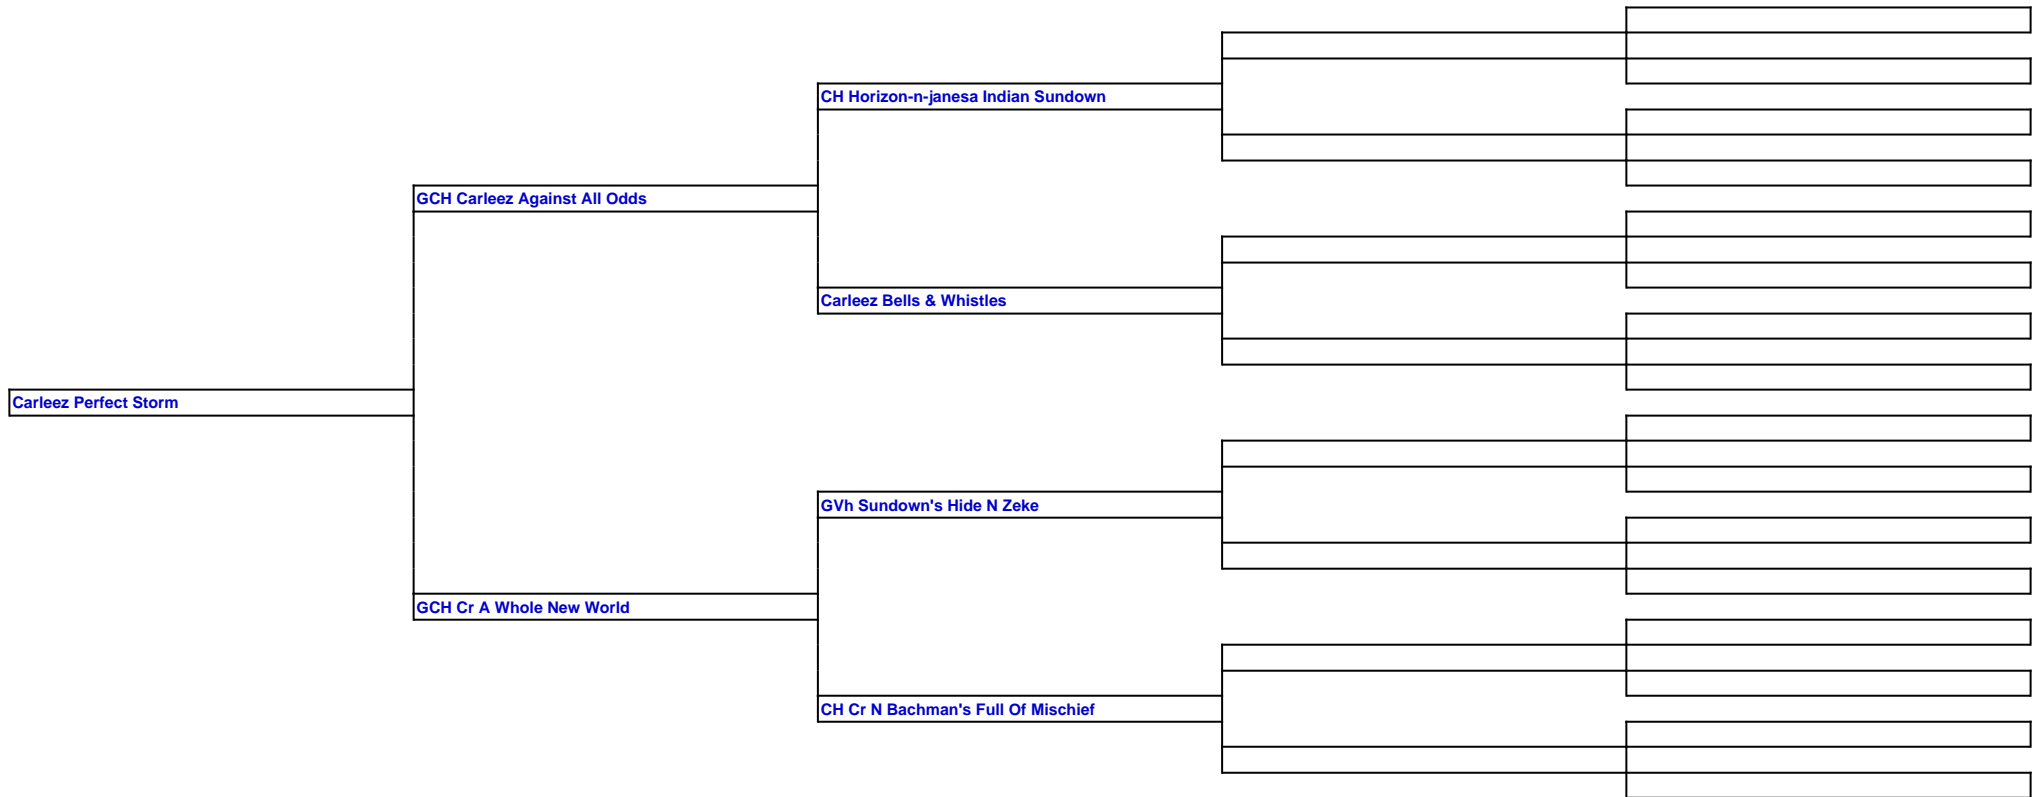 CH Horizon-n-janesa Indian Sundown
GCH Carleez Against All Odds
Carleez Bells & Whistles
Carleez Perfect Storm
GVh Sundown's Hide N Zeke
GCH Cr A Whole New World
CH Cr N Bachman's Full Of Mischief